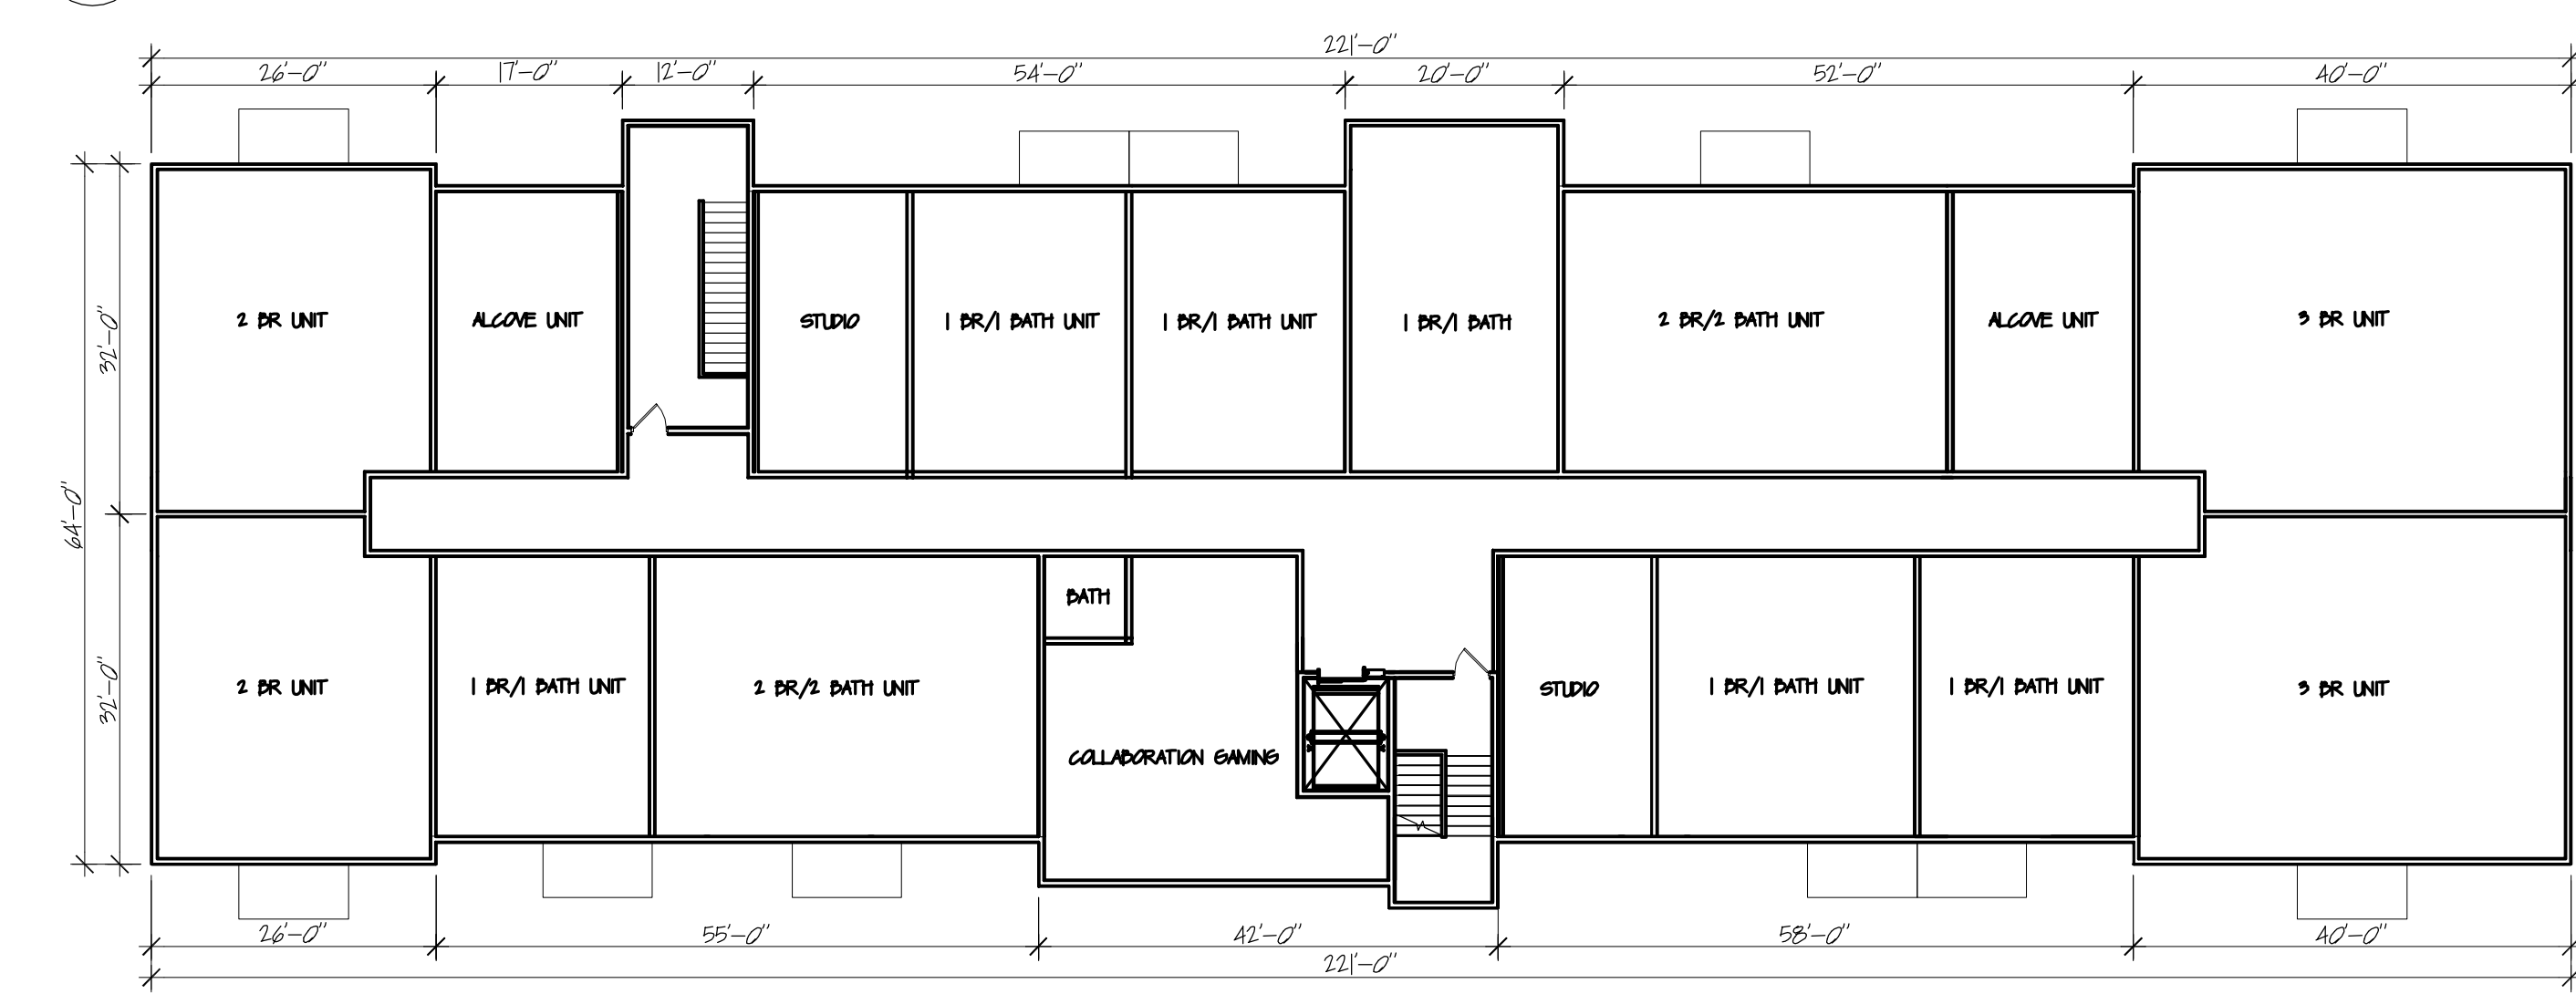 221'-0"
26'-0"
17'-0"
12'-0"
54'-0"
20'-0"
52'-0"
40'-0"
2 BR UNIT
ALCOVE UNIT
STUDIO
1 BR/1 BATH UNIT
1 BR/1 BATH UNIT
1 BR/1 BATH
2 BR/2 BATH UNIT
ALCOVE UNIT
3 BR UNIT
32'-0"
64'-0"
32'-0"
BATH
2 BR UNIT
1 BR/1 BATH UNIT
2 BR/2 BATH UNIT
COLLABORATION GAMING
STUDIO
1 BR/1 BATH UNIT
1 BR/1 BATH UNIT
3 BR UNIT
26'-0"
55'-0"
42'-0"
58'-0"
40'-0"
221'-0"